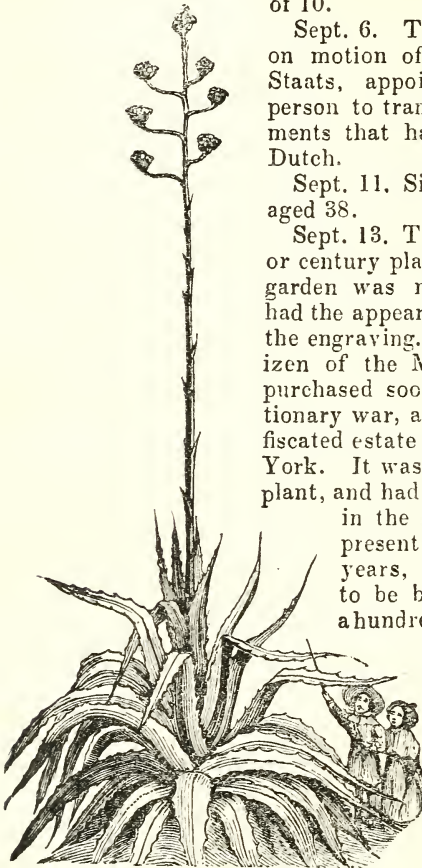 of 10.
Sept. 6. T
on motion of
Staats, appoi
person to tran
ments that ha
Dutch.
Sept. 11. Si
aged 38.
Sept. 13. T
or century pla
garden was r
had the appear
the engraving.
izen of the M
purchased soo
tionary war, a
fiscated estate
York. It was
plant, and had
in the
present
years,
to be b
ahundre